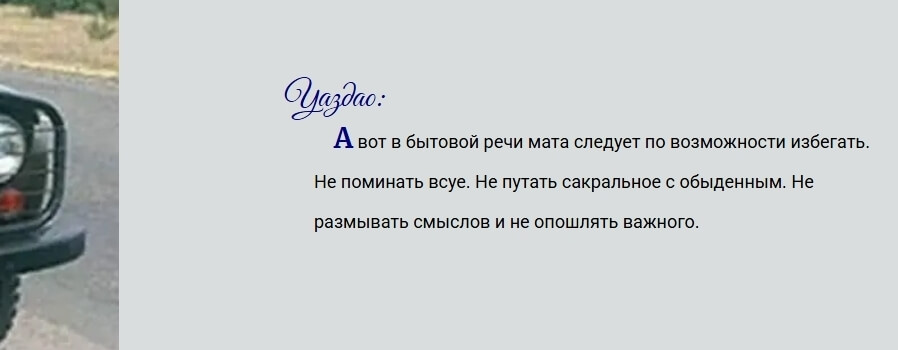 Уаздао:
А вот в бытовой речи мата следует по возможности избегать.
Не поминать всуе. Не путать сакральное с обыденным. Не
размывать смыслов и не опошлять важного.